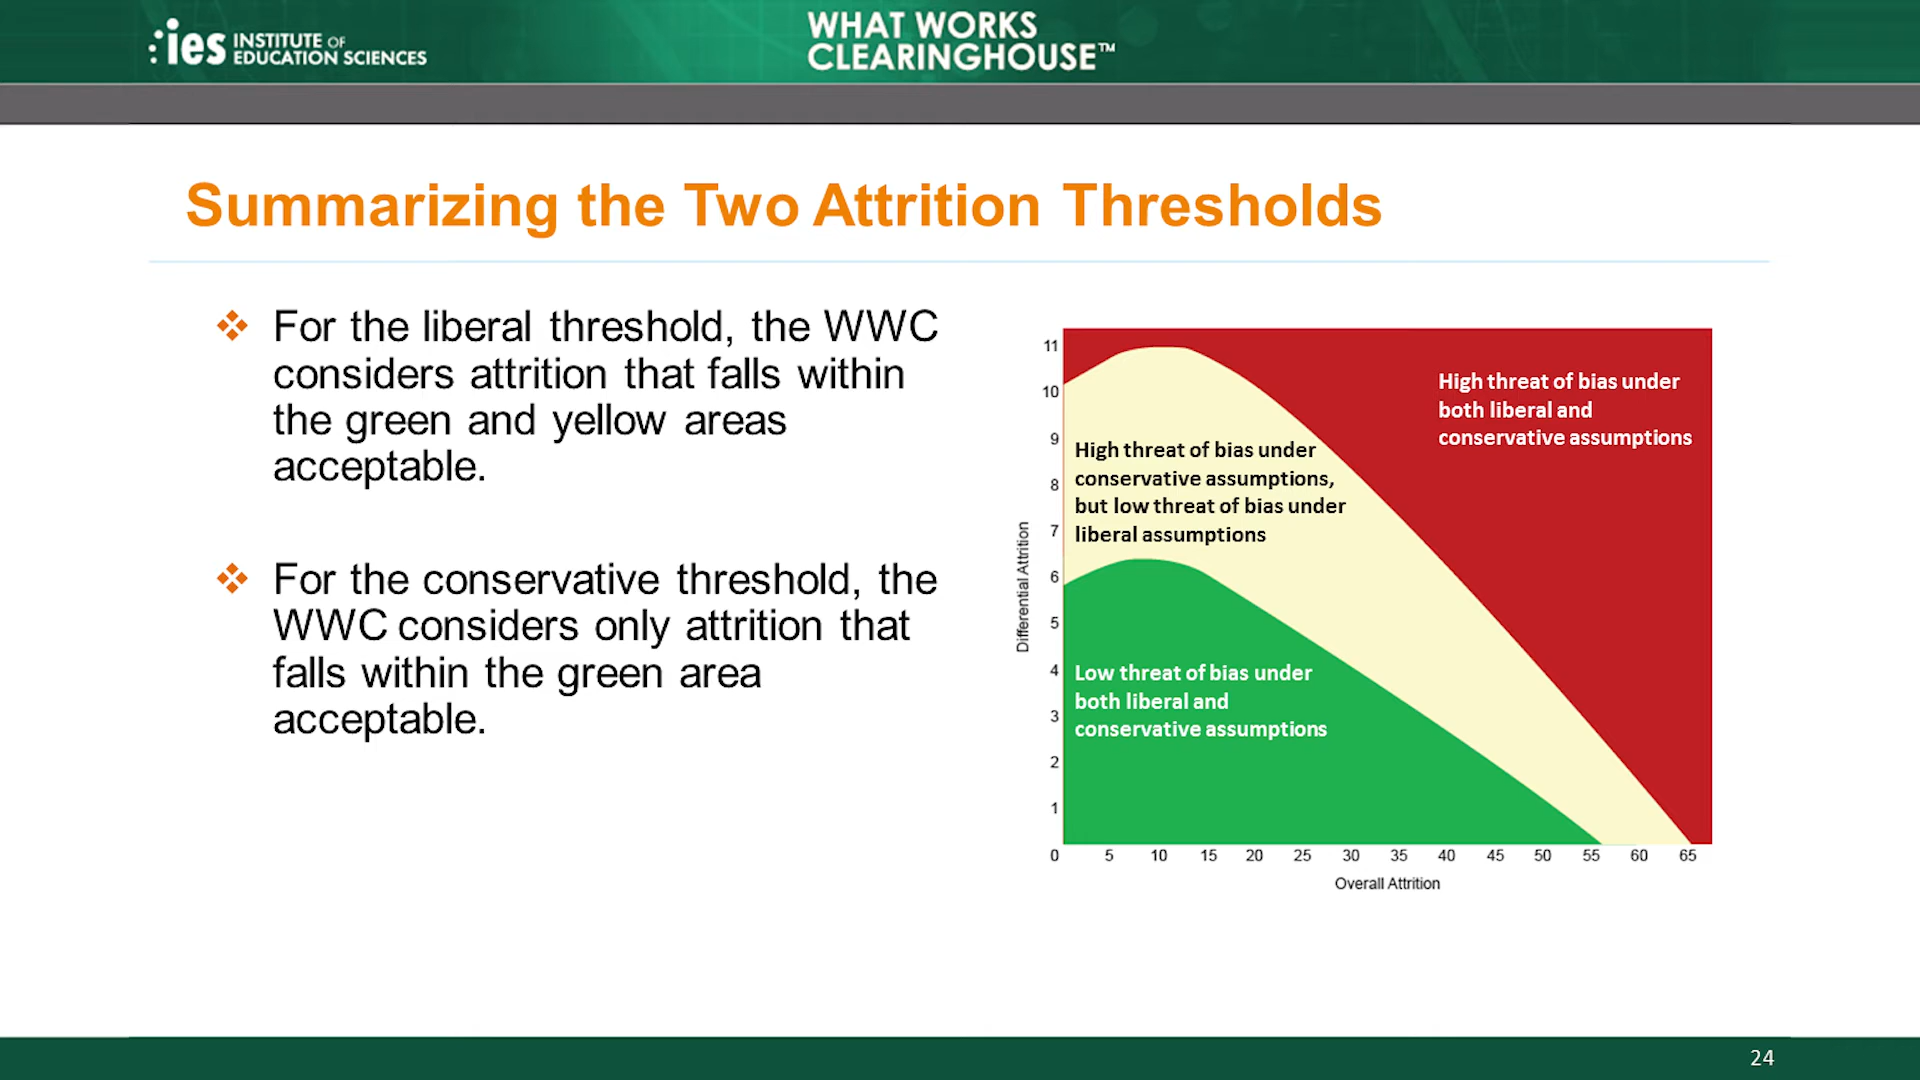 ies INSTITUTE OF
EDUCATION SCIENCES
WHAT WORKS
CLEARINGHOUSE™
Summarizing the Two Attrition Thresholds
❖ For the liberal threshold, the WWC
considers attrition that falls within
the green and yellow areas
acceptable.
❖ For the conservative threshold, the
WWC considers only attrition that
falls within the green area
acceptable.
Differential Attrition
11
10
9
8
7
6
5
4
3
2
1
High threat of bias under
both liberal and
conservative assumptions
High threat of bias under
conservative assumptions,
but low threat of bias under
liberal assumptions
Low threat of bias under
both liberal and
conservative assumptions
0 5 10 15 20 25 30 35 40 45 50 55 60 65
Overall Attrition
24